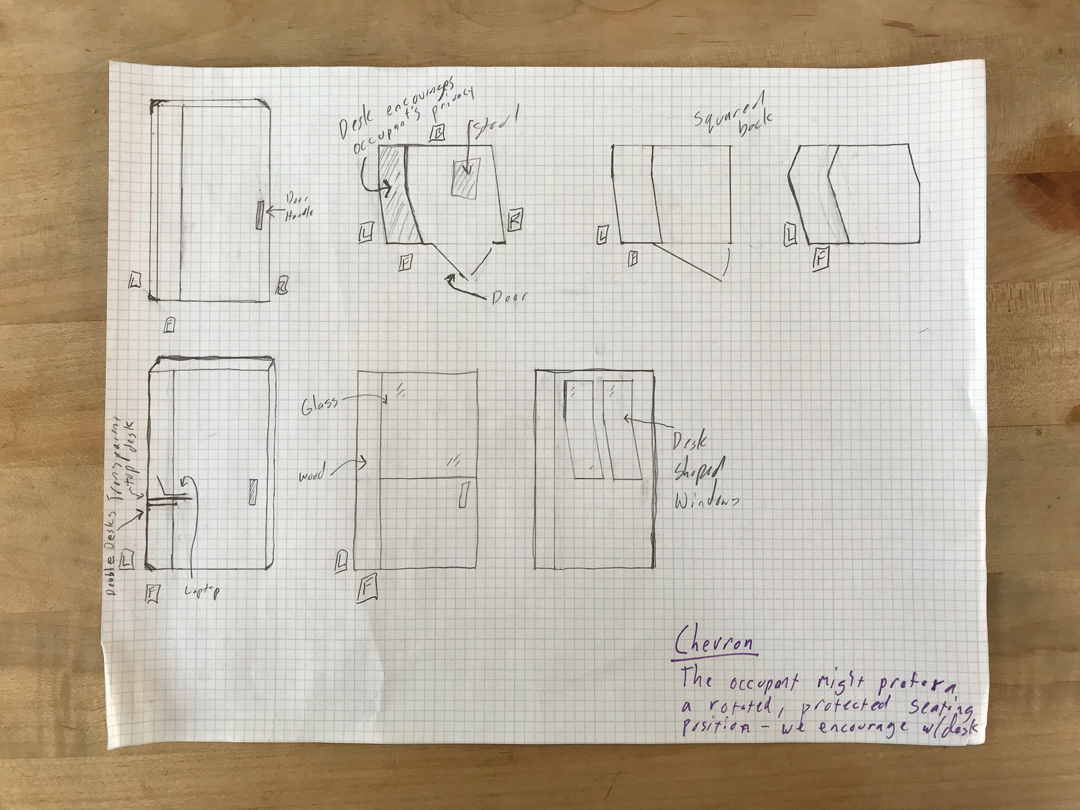 Door
Handle
L
R
F
Desk encourages
occupant's privacy
B
Stool
L
R
F
Door
Squared
back
L
B
L
F
Double Desks Transparent
top desk
L
F
Laptop
Glass
Wood
L
F
Desk
Shaped
Windows
Chevron
The occupant might prefer a
a rotated, protected seating
position - we encourage w/desk